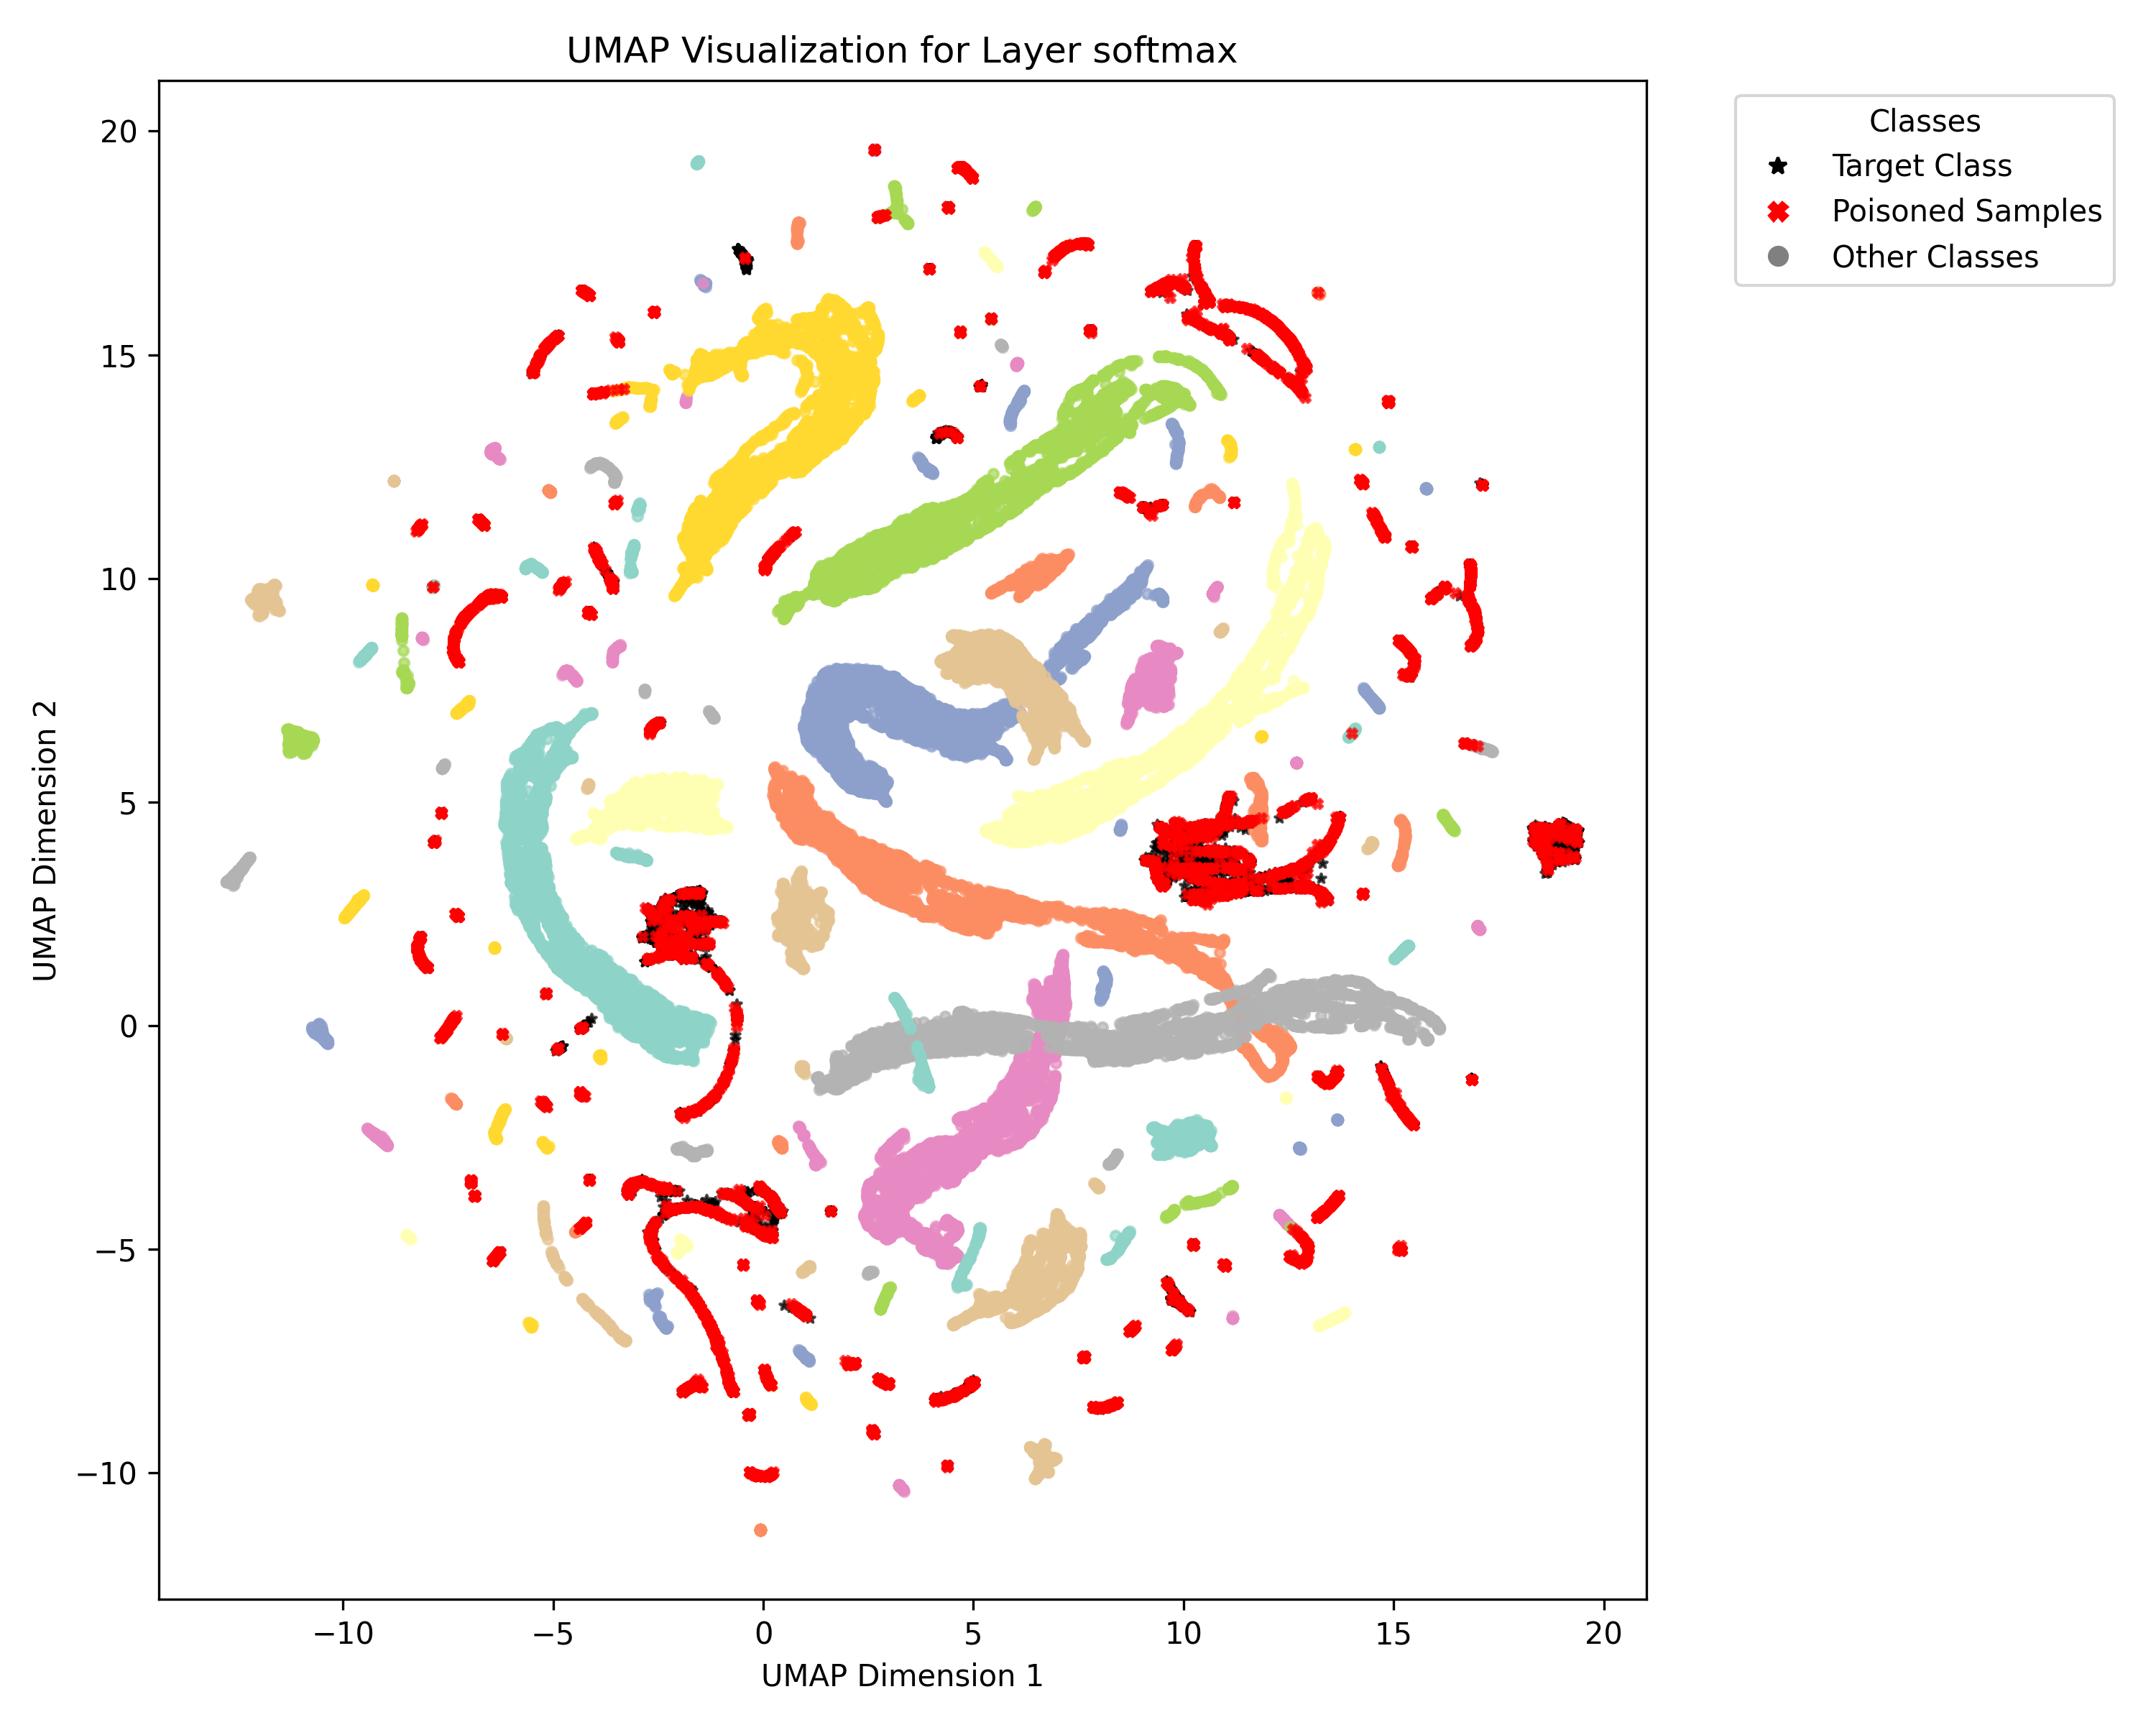 UMAP Visualization for Layer softmax
Classes
Target Class
Poisoned Samples
Other Classes
20
15
10
5
0
−5
−10
UMAP Dimension 2
−10
−5
0
5
10
15
20
UMAP Dimension 1